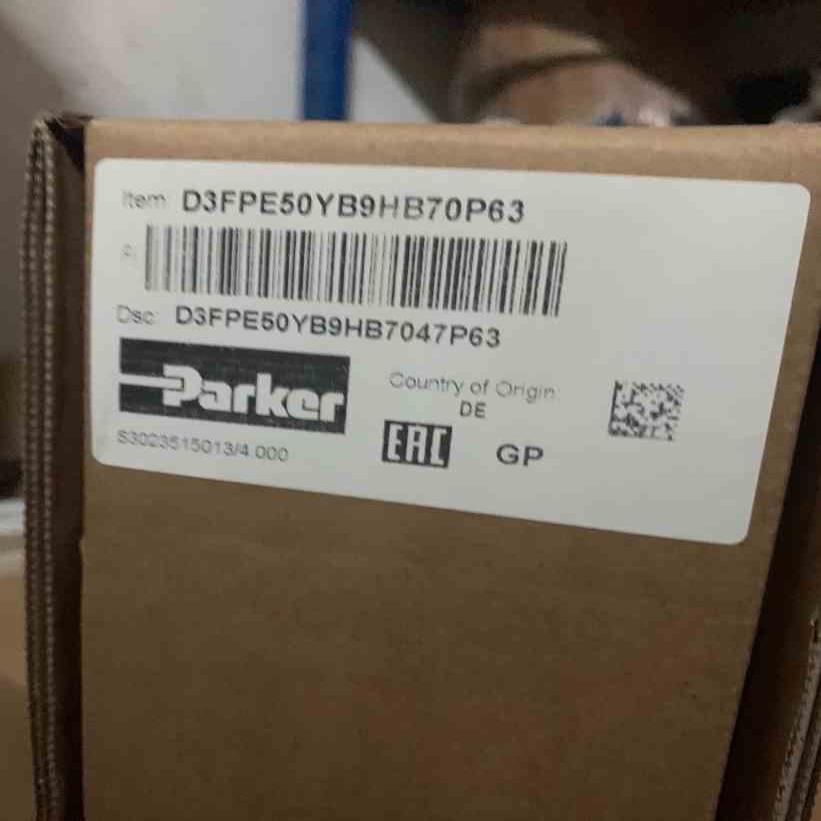 Item: D3FPE50YB9HB70P63
Dsc: D3FPE50YB9HB7047P63
Parker
Country of Origin:
DE
S3023515013/4.000
EAC
GP